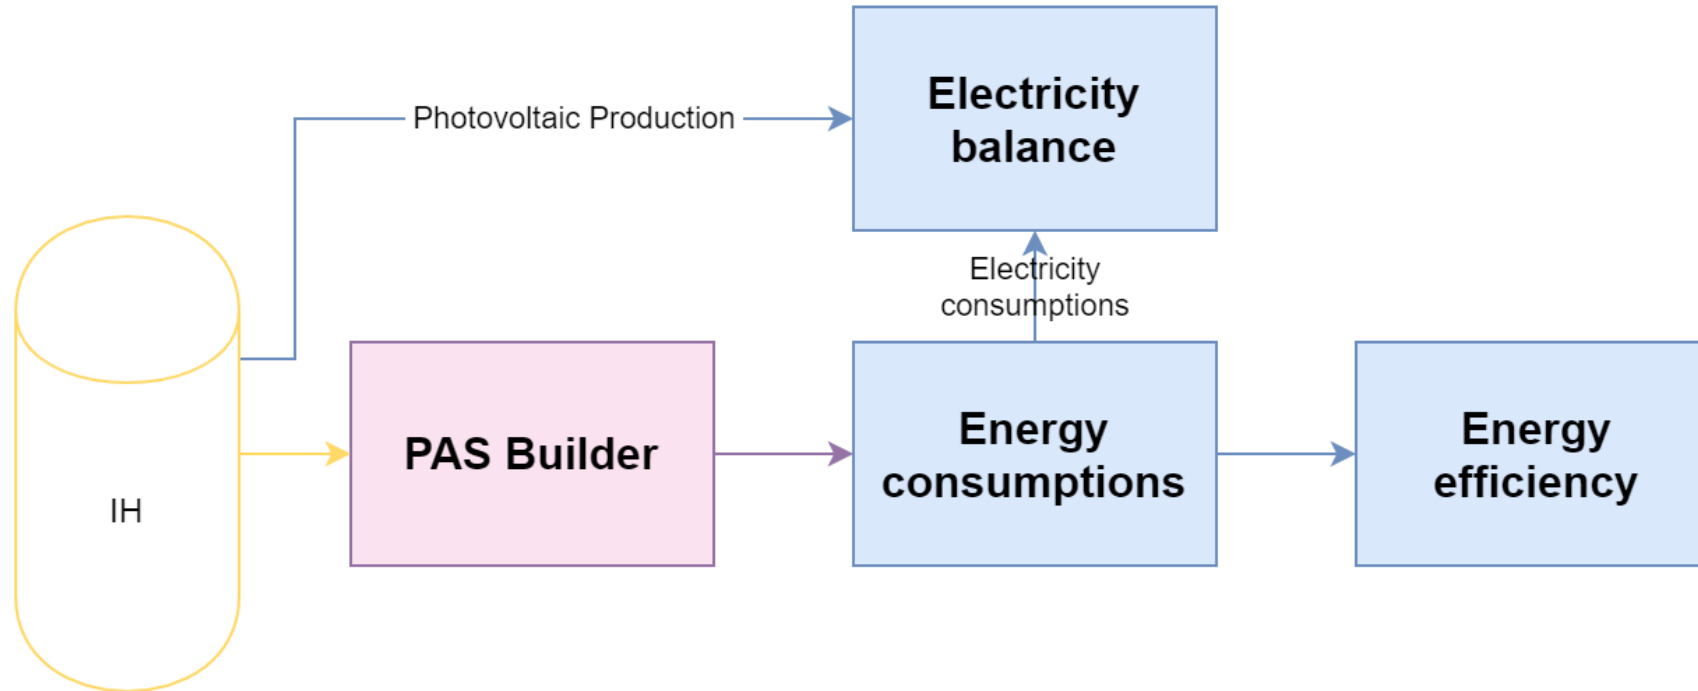 Photovoltaic Production
Electricity
balance
Electricity
consumptions
IH
PAS Builder
Energy
consumptions
Energy
efficiency